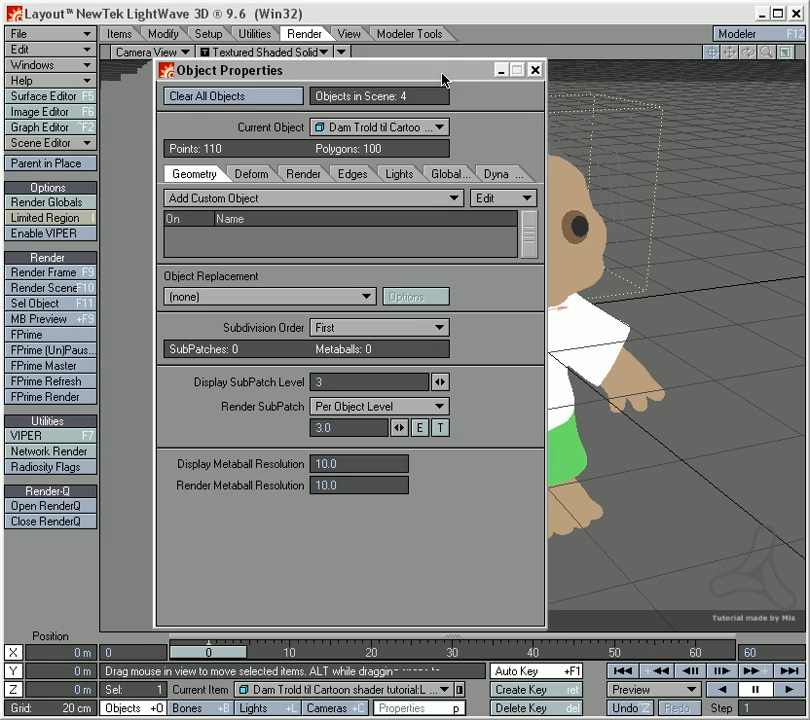 Layout™ NewTek LightWave 3D ® 9.6 (Win32)
File
Items
Modify
Setup
Utilities
Render
View
Modeler Tools
Modeler F12
Edit
Camera View
Textured Shaded Solid
Windows
Help
Surface Editor F5
Image Editor F6
Graph Editor ^F2
Scene Editor
Parent in Place
Options
Render Globals
Limited Region l
Enable VIPER
Render
Render Frame F9
Render Scene F10
Sel Object F11
MB Preview +F9
FPrime
FPrime (Un)Paus...
FPrime Master
FPrime Refresh
FPrime Render
Utilities
VIPER F7
Network Render
Radiosity Flags
Render-Q
Open RenderQ
Close RenderQ
Object Properties
Clear All Objects
Objects in Scene: 4
Current Object
Dam Trold til Cartoo ...
Points: 110
Polygons: 100
Geometry
Deform
Render
Edges
Lights
Global...
Dyna ...
Add Custom Object
Edit
On
Name
Object Replacement
(none)
Options
Subdivision Order
First
SubPatches: 0
Metaballs: 0
Display SubPatch Level
3
Render SubPatch
Per Object Level
3.0
E
T
Display Metaball Resolution
10.0
Render Metaball Resolution
10.0
Tutorial made by Mis
Position
X
0 m
0
0
10
20
30
40
50
60
60
Y
0 m
Drag mouse in view to move selected items. ALT while draggin
Auto Key +F1
Z
0 m
Sel: 1
Current Item
Dam Trold til Cartoon shader tutorial:L ...
Create Key ret
Preview
Grid: 20 cm
Objects +O
Bones +B
Lights +L
Cameras +C
Properties p
Delete Key del
Undo ^Z
Redo
Step 1